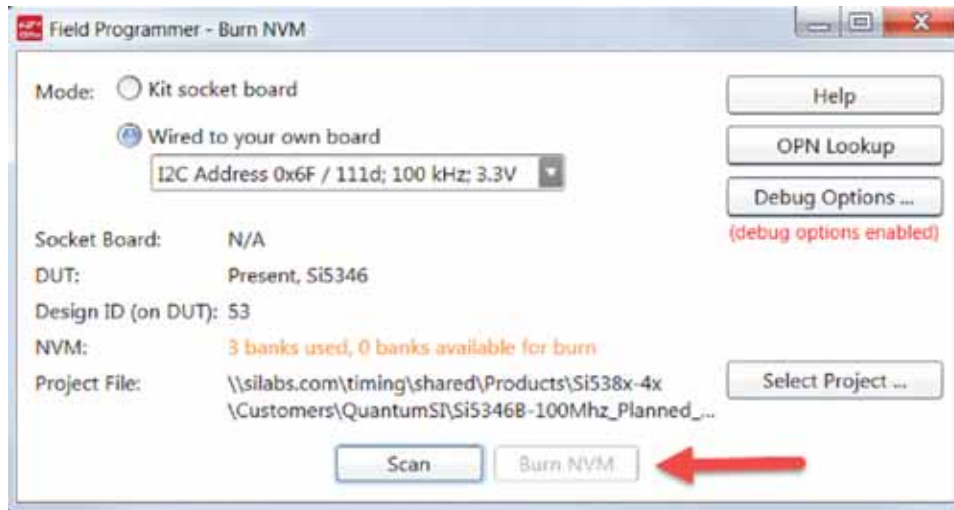 Field Programmer - Burn NVM
Mode: Kit socket board
Help
Wired to your own board
OPN Lookup
I2C Address 0x6F / 111d; 100 kHz; 3.3V
Debug Options ...
(debug options enabled)
Socket Board: N/A
DUT: Present, Si5346
Design ID (on DUT): 53
NVM: 3 banks used, 0 banks available for burn
Project File: \\silabs.com\timing\shared\Products\Si538x-4x
Select Project ...
\Customers\QuantumSI\Si5346B-100Mhz_Planned_...
Scan Burn NVM